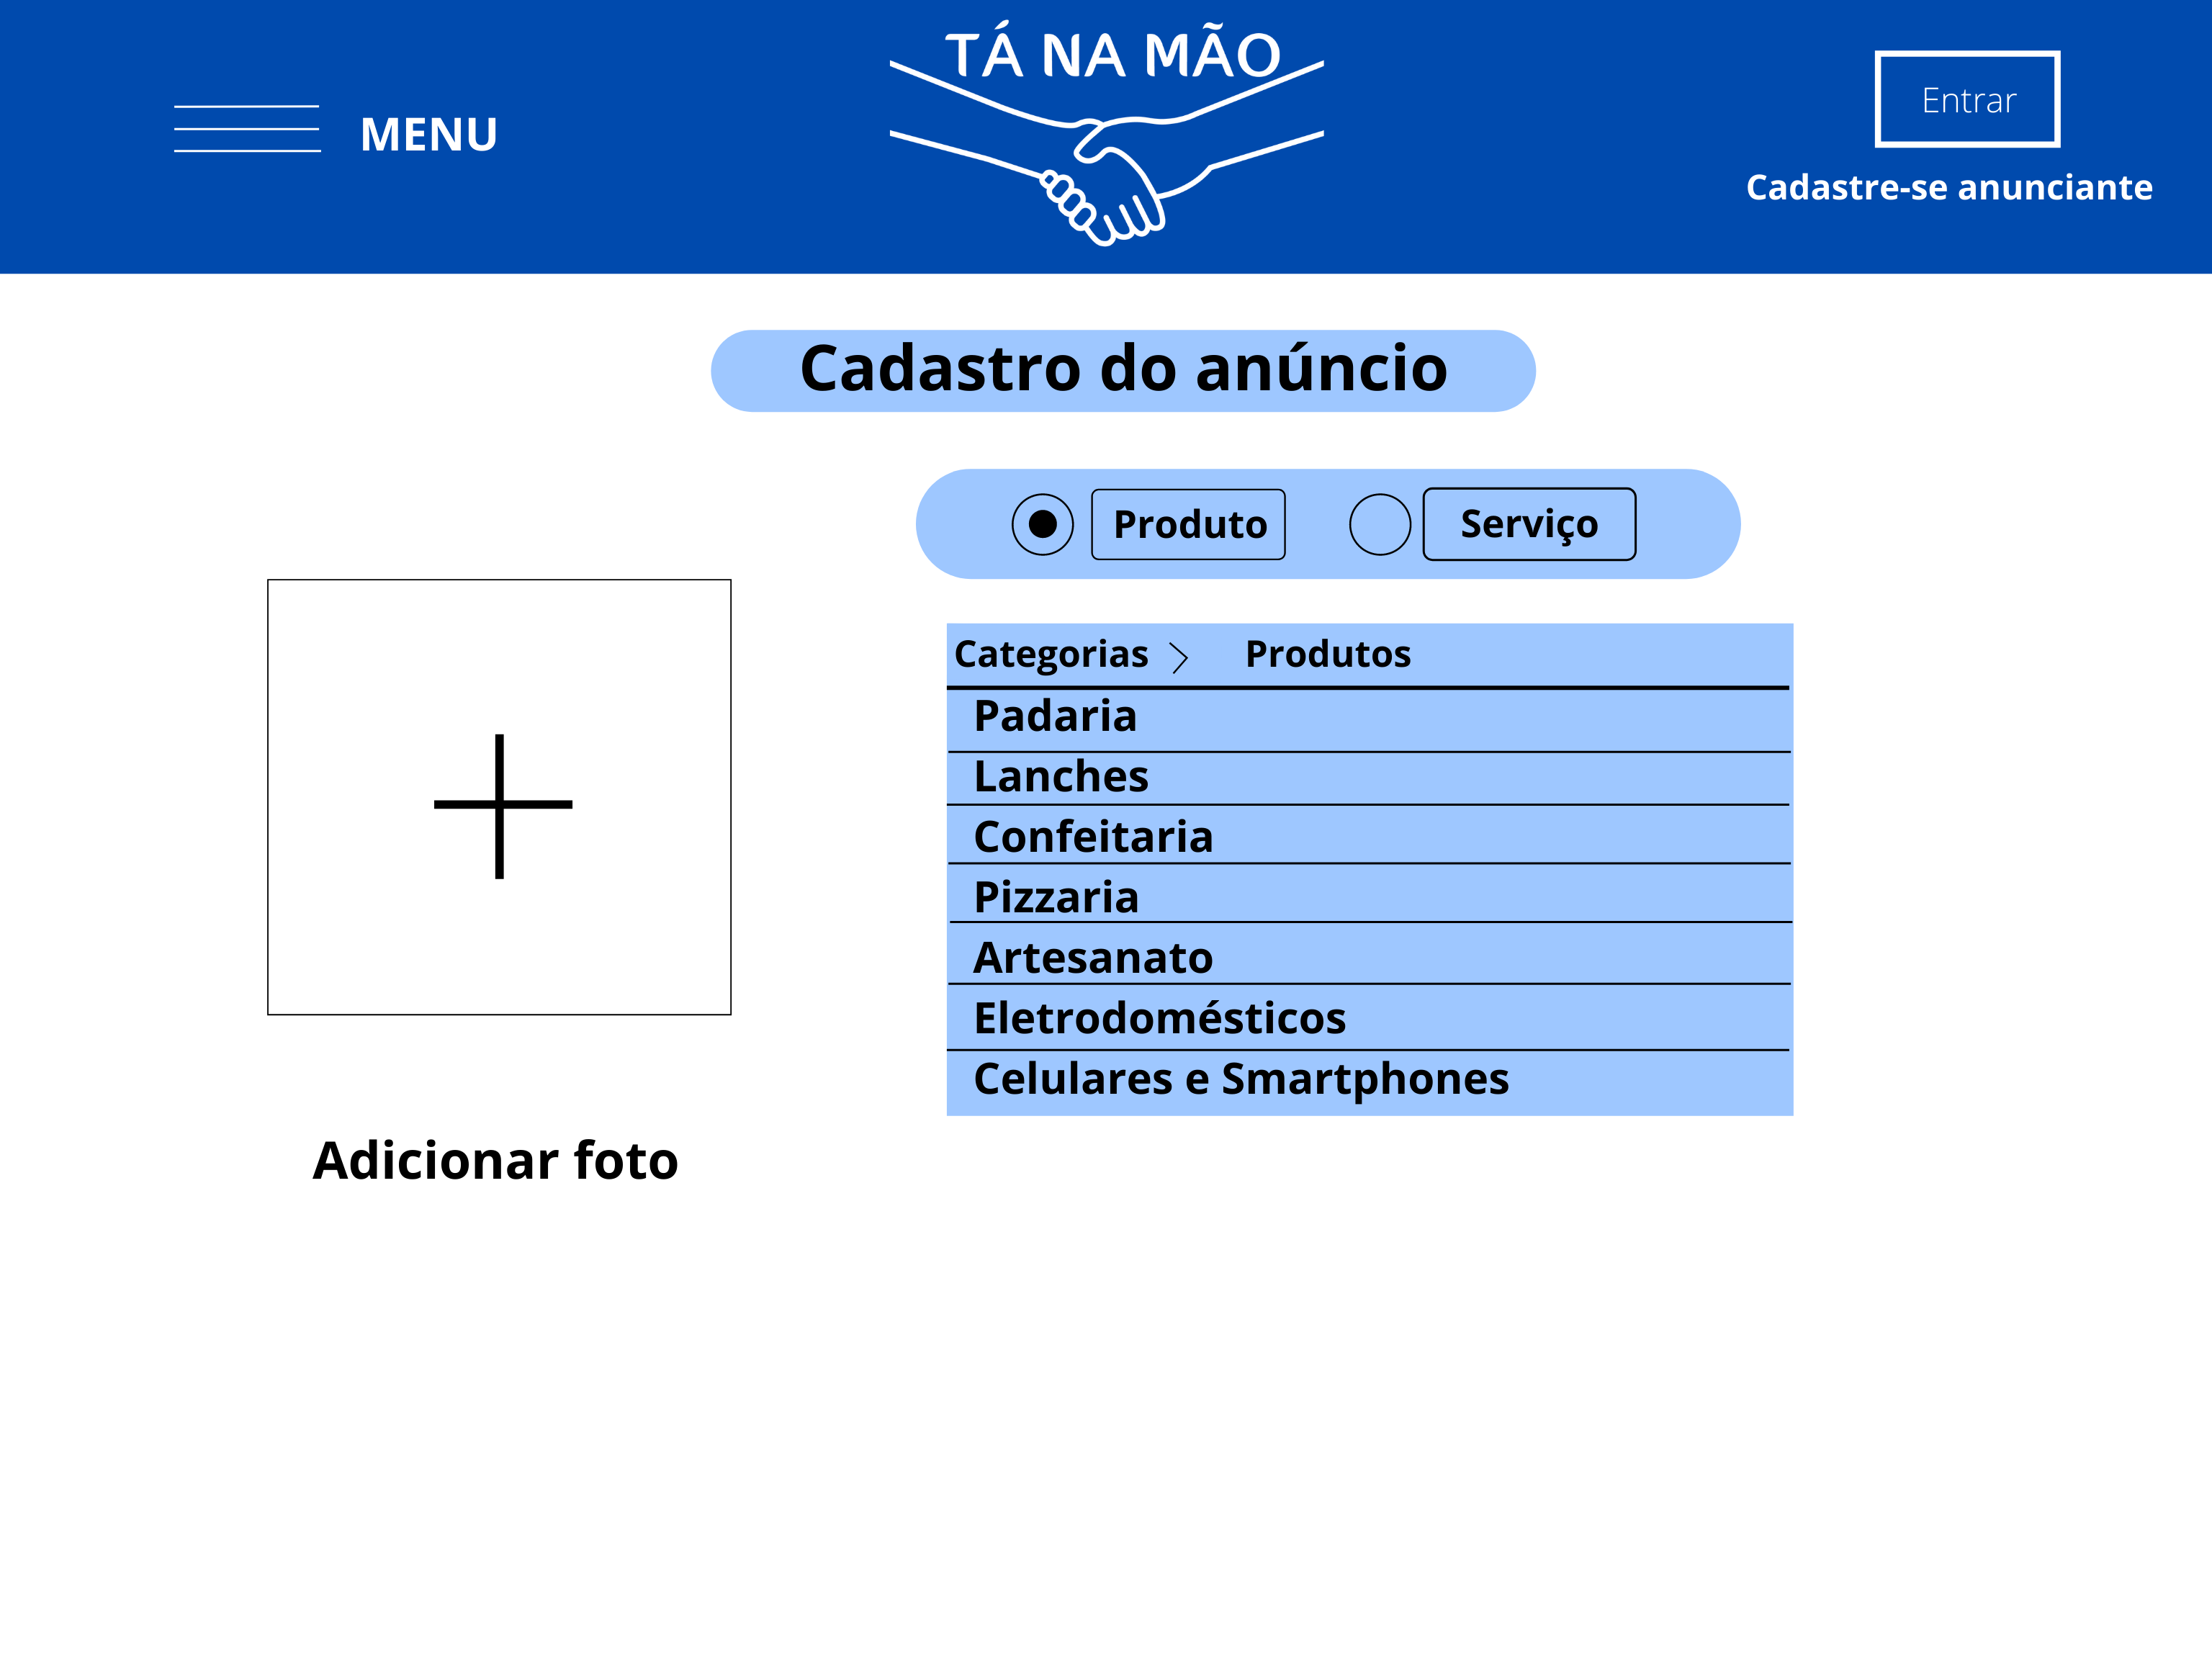 TÁ NA MÃO
MENU
Entrar
Cadastre-se anunciante
Cadastro do anúncio
Produto
Serviço
Categorias > Produtos
Padaria
Lanches
Confeitaria
Pizzaria
Artesanato
Eletrodomésticos
Celulares e Smartphones
Adicionar foto